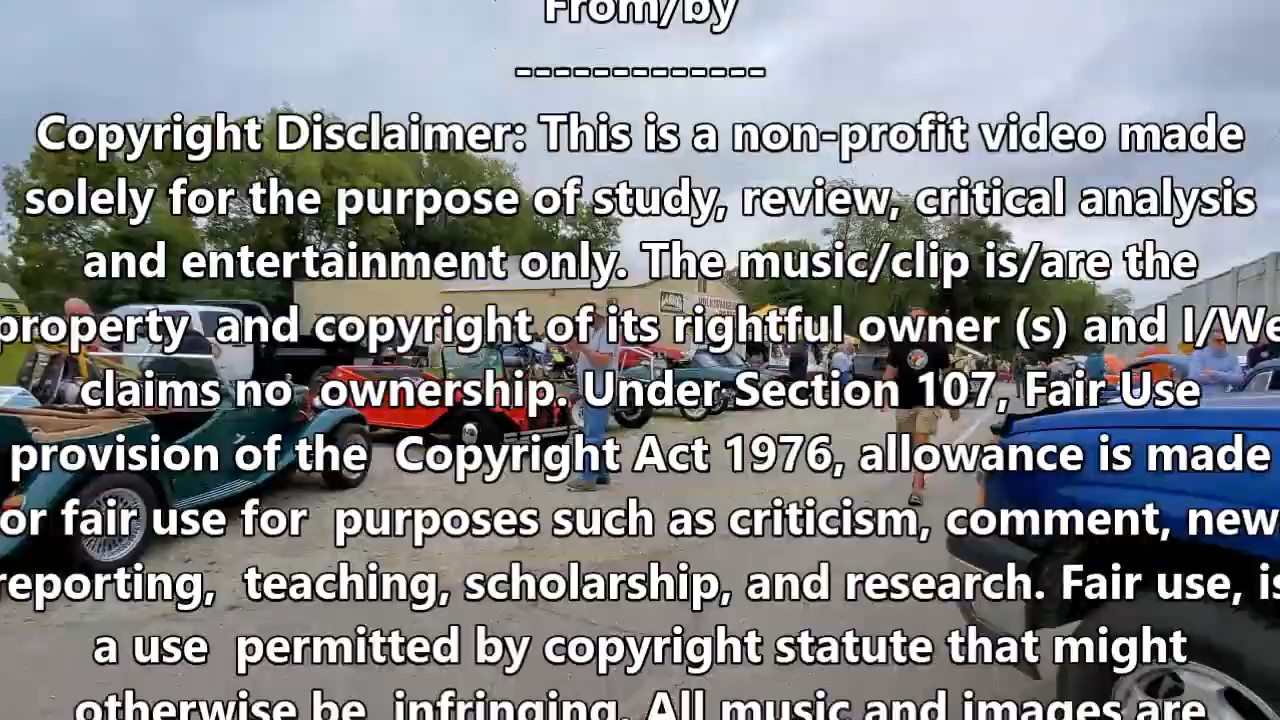 From/by
-------------
Copyright Disclaimer: This is a non-profit video made
solely for the purpose of study, review, critical analysis
and entertainment only. The music/clip is/are the
property  and copyright of its rightful owner (s) and I/We
claims no  ownership. Under Section 107, Fair Use
provision of the  Copyright Act 1976, allowance is made
or fair use for  purposes such as criticism, comment, new
reporting,  teaching, scholarship, and research. Fair use, is
a use  permitted by copyright statute that might
otherwise be  infringing. All music and images are